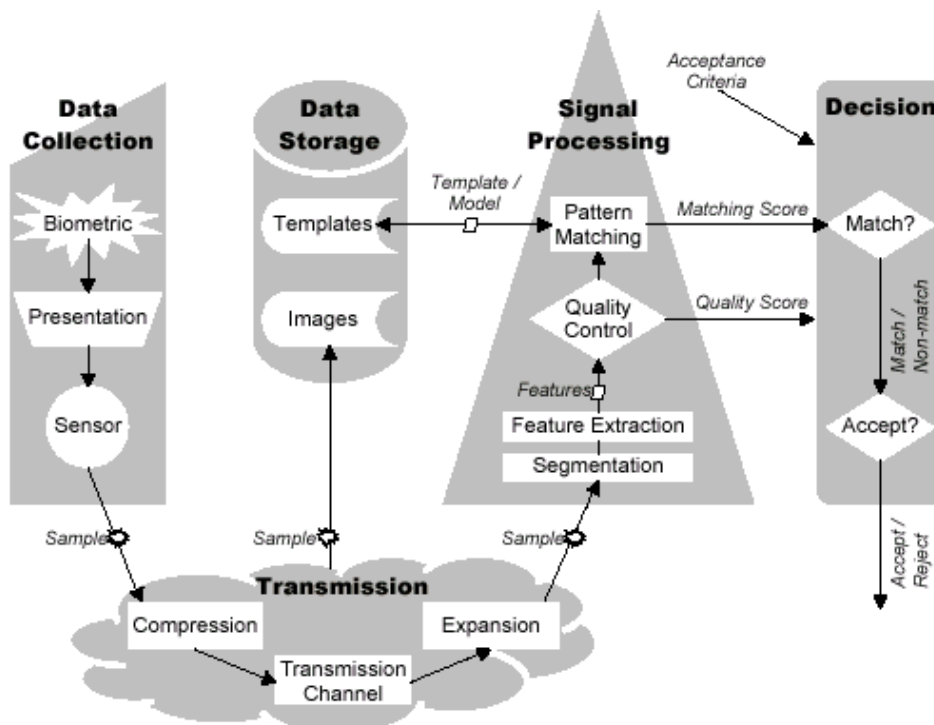 Data
Collection
Biometric
Presentation
Sensor
Sample
Data
Storage
Templates
Images
Sample
Template /
Model
Signal
Processing
Pattern
Matching
Quality
Control
Features
Feature Extraction
Segmentation
Sample
Transmission
Compression
Transmission
Channel
Expansion
Acceptance
Criteria
Decision
Matching Score
Match?
Quality Score
Match /
Non-match
Accept?
Accept /
Reject